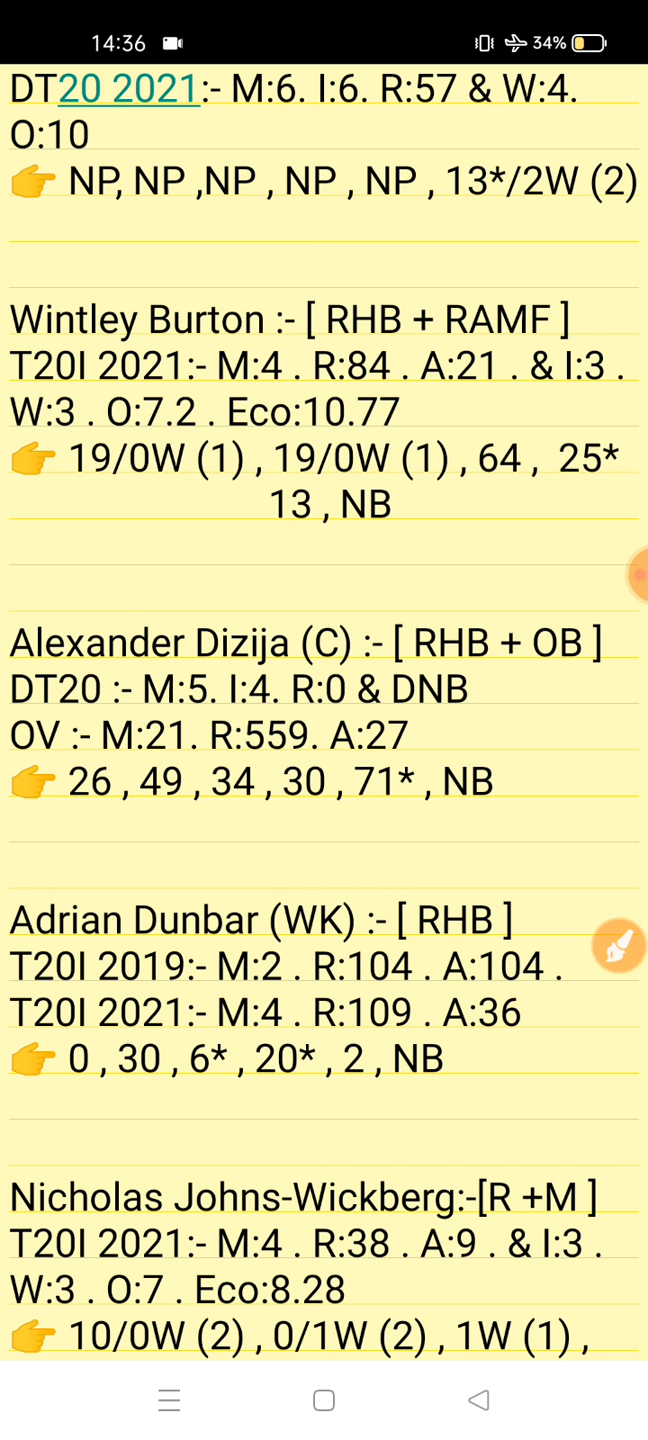 14:36 34%
DT20 2021:- M:6. I:6. R:57 & W:4.
O:10
👉 NP, NP ,NP , NP , NP , 13*/2W (2)
Wintley Burton :- [ RHB + RAMF ]
T20I 2021:- M:4 . R:84 . A:21 . & I:3 .
W:3 . O:7.2 . Eco:10.77
👉 19/0W (1) , 19/0W (1) , 64 , 25*
13 , NB
Alexander Dizija (C) :- [ RHB + OB ]
DT20 :- M:5. I:4. R:0 & DNB
OV :- M:21. R:559. A:27
👉 26 , 49 , 34 , 30 , 71* , NB
Adrian Dunbar (WK) :- [ RHB ]
T20I 2019:- M:2 . R:104 . A:104 .
T20I 2021:- M:4 . R:109 . A:36
👉 0 , 30 , 6* , 20* , 2 , NB
Nicholas Johns-Wickberg:-[R +M ]
T20I 2021:- M:4 . R:38 . A:9 . & I:3 .
W:3 . O:7 . Eco:8.28
👉 10/0W (2) , 0/1W (2) , 1W (1) ,